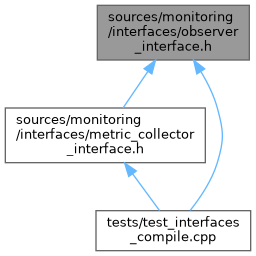 sources/monitoring
/interfaces/observer
_interface.h
sources/monitoring
/interfaces/metric_collector
_interface.h
tests/test_interfaces
_compile.cpp